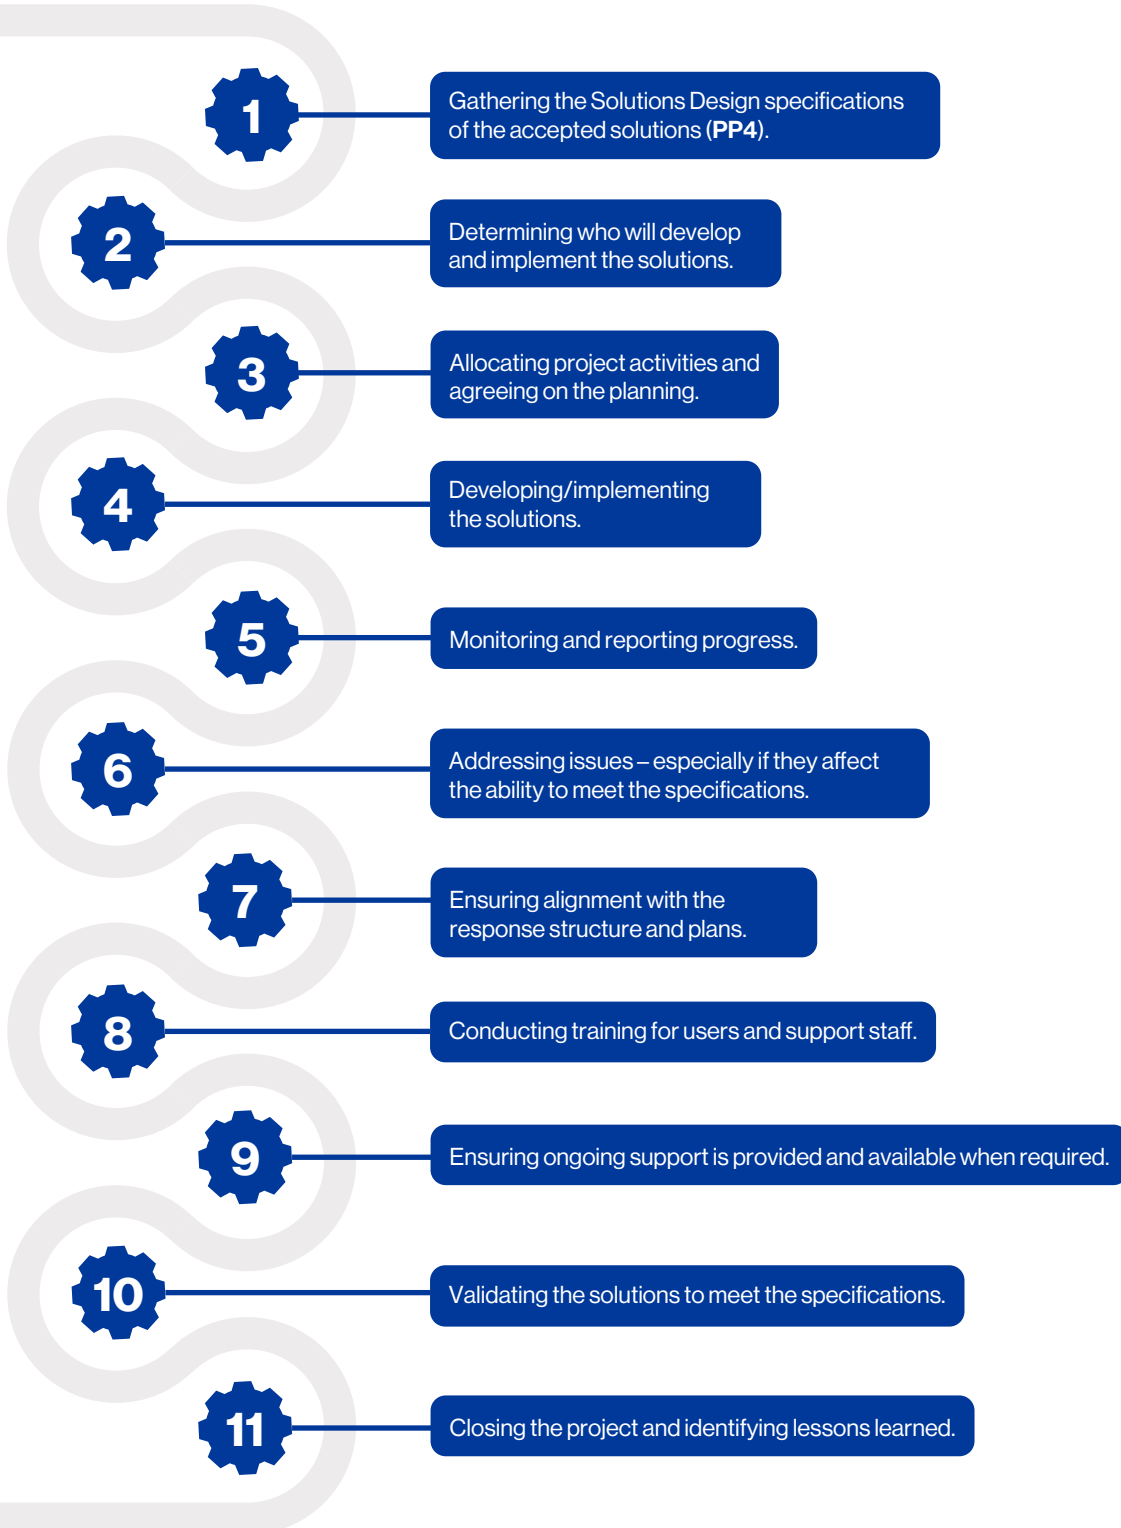 1
Gathering the Solutions Design specifications
of the accepted solutions (PP4).
2
Determining who will develop
and implement the solutions.
3
Allocating project activities and
agreeing on the planning.
4
Developing/implementing
the solutions.
5
Monitoring and reporting progress.
6
Addressing issues – especially if they affect
the ability to meet the specifications.
7
Ensuring alignment with the
response structure and plans.
8
Conducting training for users and support staff.
9
Ensuring ongoing support is provided and available when required.
10
Validating the solutions to meet the specifications.
11
Closing the project and identifying lessons learned.